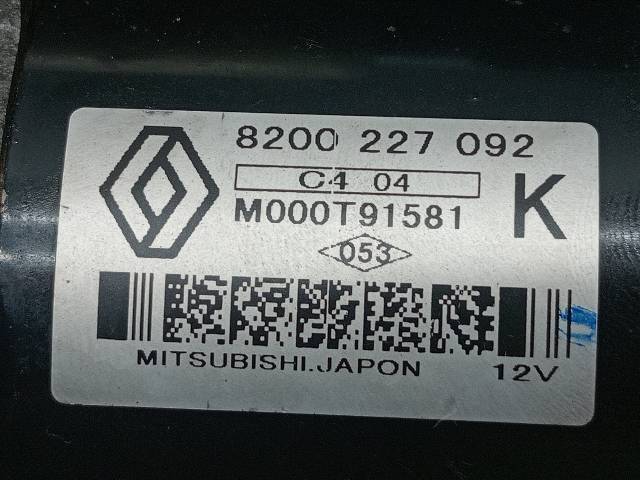 8200 227 092
C4 04
M000T91581
K
053
MITSUBISHI.JAPON
12V